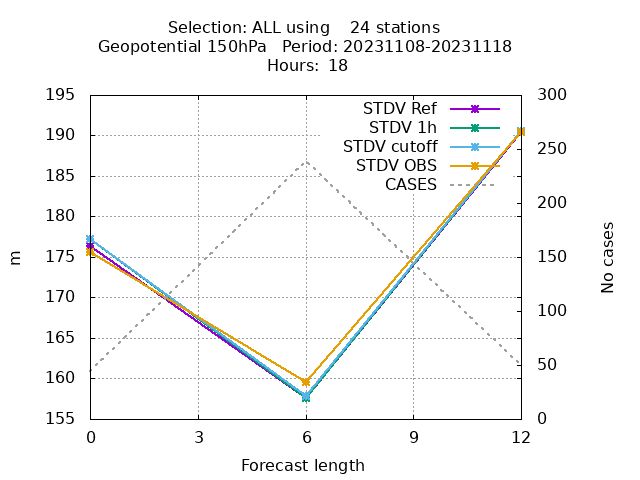 Selection: ALL using    24 stations
Geopotential 150hPa   Period: 20231108-20231118
Hours:  18
195
190
185
180
175
170
165
160
155
m
STDV Ref
STDV 1h
STDV cutoff
STDV OBS
CASES
300
250
200
150
100
50
0
No cases
0
3
6
9
12
Forecast length